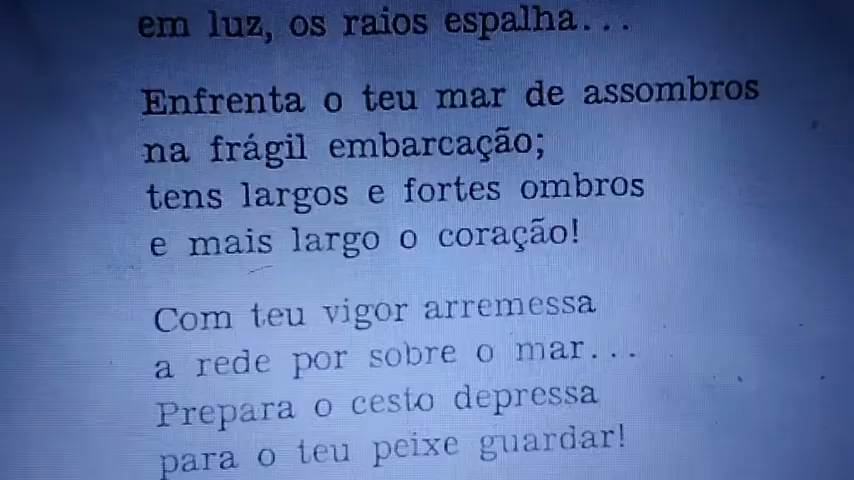 em luz, os raios espalha...
Enfrenta o teu mar de assombros
na frágil embarcação;
tens largos e fortes ombros
e mais largo o coração!
Com teu vigor arremessa
a rede por sobre o mar...
Prepara o cesto depressa
para o teu peixe guardar!